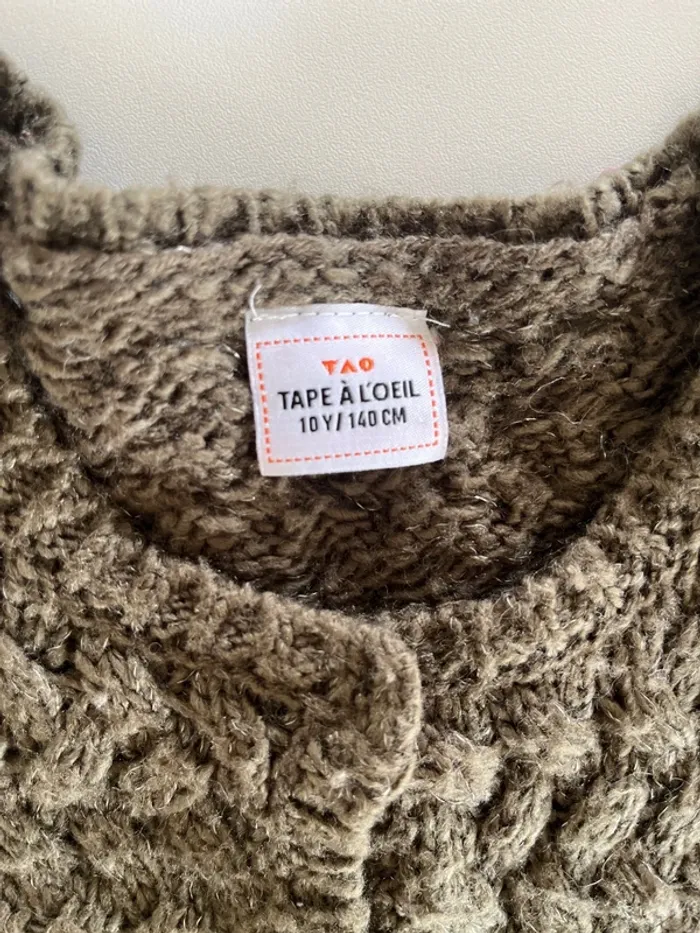 TAO
TAPE À L'OEIL
10 Y/ 140 CM